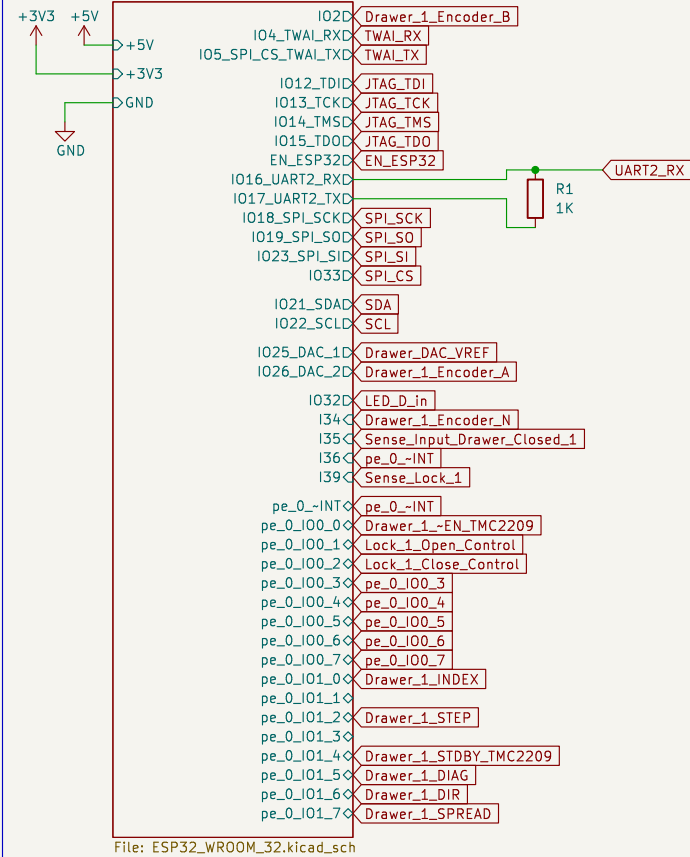 +3V3 +5V
+5V
+3V3
GND
GND
IO2 Drawer_1_Encoder_B
IO4_TWAI_RX TWAI_RX
IO5_SPI_CS_TWAI_TX TWAI_TX
IO12_TDI JTAG_TDI
IO13_TCK JTAG_TCK
IO14_TMS JTAG_TMS
IO15_TDO JTAG_TDO
EN_ESP32 EN_ESP32
IO16_UART2_RX UART2_RX
IO17_UART2_TX
R1
1K
IO18_SPI_SCK SPI_SCK
IO19_SPI_SO SPI_SO
IO23_SPI_SI SPI_SI
IO33 SPI_CS
IO21_SDA SDA
IO22_SCL SCL
IO25_DAC_1 Drawer_DAC_VREF
IO26_DAC_2 Drawer_1_Encoder_A
IO32 LED_D_in
I34 Drawer_1_Encoder_N
I35 Sense_Input_Drawer_Closed_1
I36 pe_0_~INT
I39 Sense_Lock_1
pe_0_~INT pe_0_~INT
pe_0_IO0_0 Drawer_1_~EN_TMC2209
pe_0_IO0_1 Lock_1_Open_Control
pe_0_IO0_2 Lock_1_Close_Control
pe_0_IO0_3 pe_0_IO0_3
pe_0_IO0_4 pe_0_IO0_4
pe_0_IO0_5 pe_0_IO0_5
pe_0_IO0_6 pe_0_IO0_6
pe_0_IO0_7 pe_0_IO0_7
pe_0_IO1_0 Drawer_1_INDEX
pe_0_IO1_1
pe_0_IO1_2 Drawer_1_STEP
pe_0_IO1_3
pe_0_IO1_4 Drawer_1_STDBY_TMC2209
pe_0_IO1_5 Drawer_1_DIAG
pe_0_IO1_6 Drawer_1_DIR
pe_0_IO1_7 Drawer_1_SPREAD
File: ESP32_WROOM_32.kicad_sch